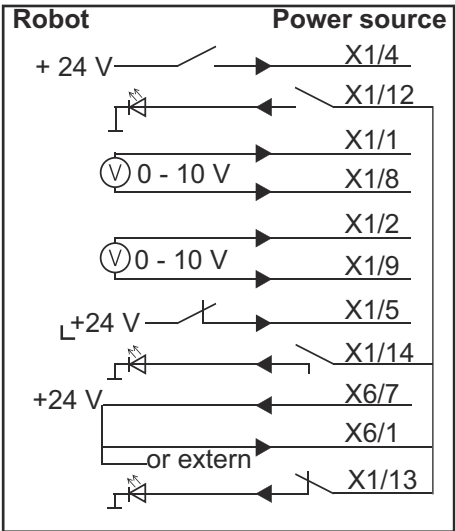 Robot Power source
+ 24 V X1/4
X1/12
X1/1
V 0 - 10 V X1/8
X1/2
V 0 - 10 V X1/9
+24 V X1/5
X1/14
+24 V X6/7
X6/1
or extern
X1/13